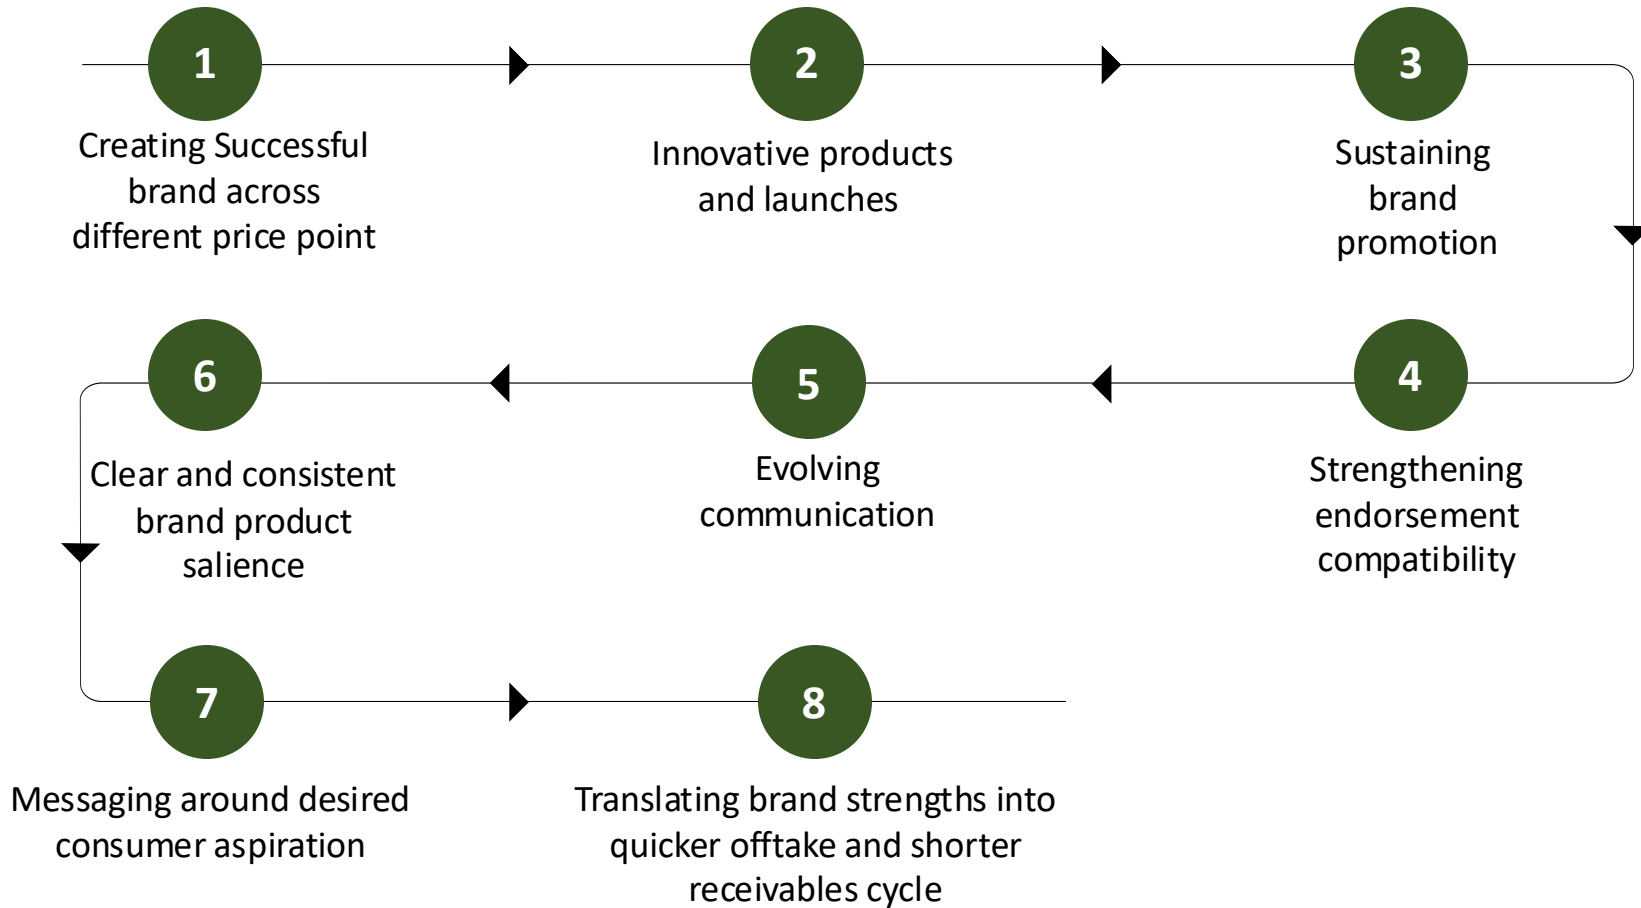 1
Creating Successful
brand across
different price point
2
Innovative products
and launches
3
Sustaining
brand
promotion
4
Strengthening
endorsement
compatibility
5
Evolving
communication
6
Clear and consistent
brand product
salience
7
Messaging around desired
consumer aspiration
8
Translating brand strengths into
quicker offtake and shorter
receivables cycle